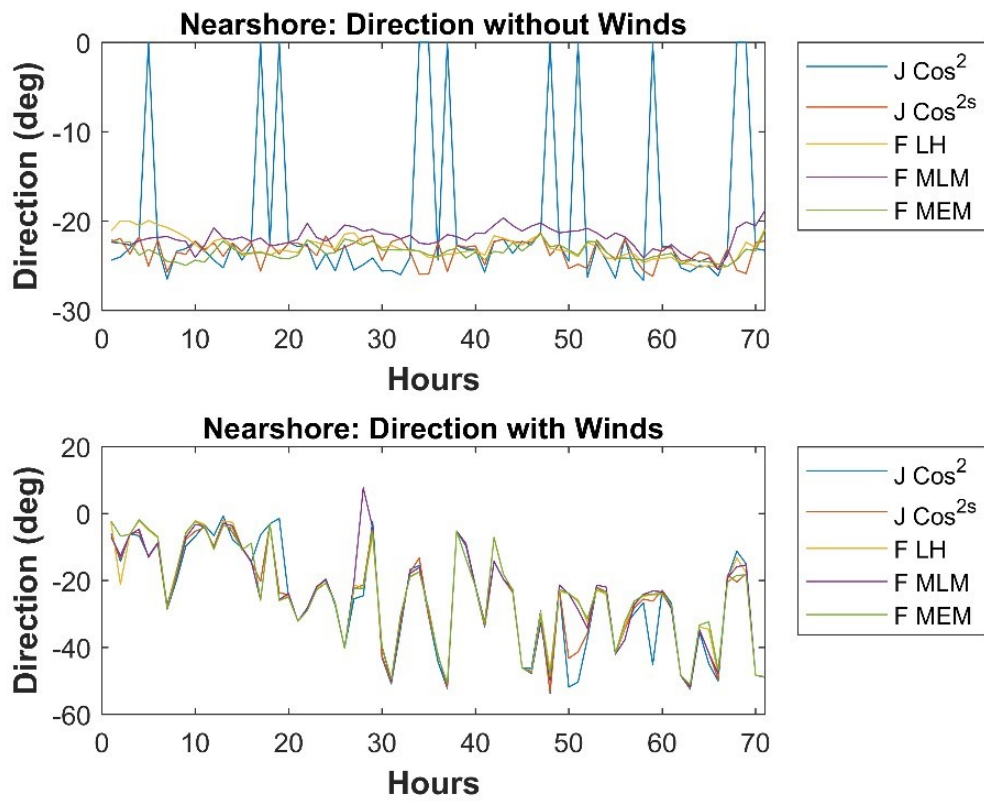 Nearshore: Direction without Winds
Direction (deg)
0
-10
-20
-30
0 10 20 30 40 50 60 70
Hours
J Cos²
J Cos²ˢ
F LH
F MLM
F MEM
Nearshore: Direction with Winds
Direction (deg)
20
0
-20
-40
-60
0 10 20 30 40 50 60 70
Hours
J Cos²
J Cos²ˢ
F LH
F MLM
F MEM